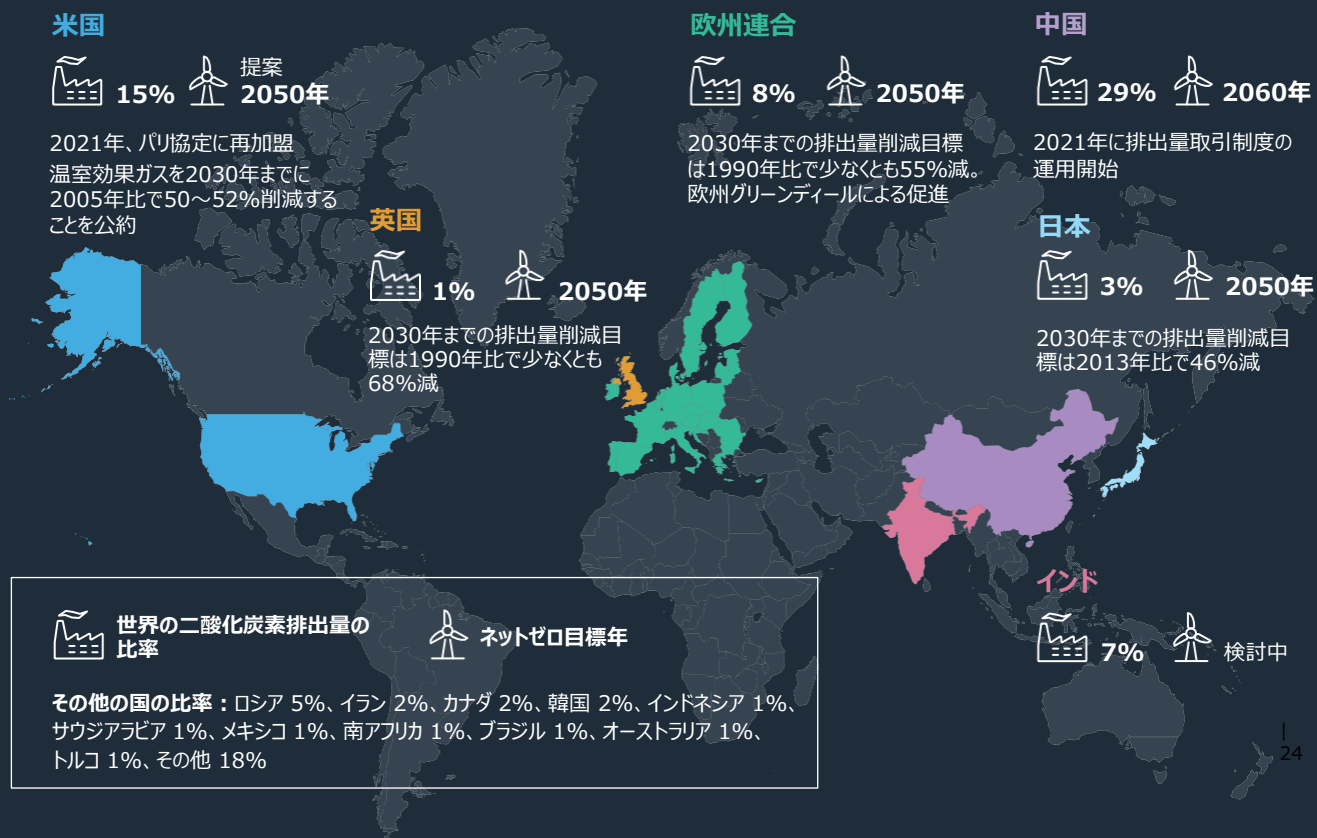 米国
15%
提案
2050年
2021年、パリ協定に再加盟
温室効果ガスを2030年までに
2005年比で50～52%削減する
ことを公約
英国
1%
2050年
2030年までの排出量削減目
標は1990年比で少なくとも
68%減
欧州連合
8%
2050年
2030年までの排出量削減目標
は1990年比で少なくとも55%減。
欧州グリーンディールによる促進
中国
29%
2060年
2021年に排出量取引制度の
運用開始
日本
3%
2050年
2030年までの排出量削減目
標は2013年比で46%減
インド
7%
検討中
世界の二酸化炭素排出量の
比率
ネットゼロ目標年
その他の国の比率：ロシア 5%、イラン 2%、カナダ 2%、韓国 2%、インドネシア 1%、
サウジアラビア 1%、メキシコ 1%、南アフリカ 1%、ブラジル 1%、オーストラリア 1%、
トルコ 1%、その他 18%
|
24